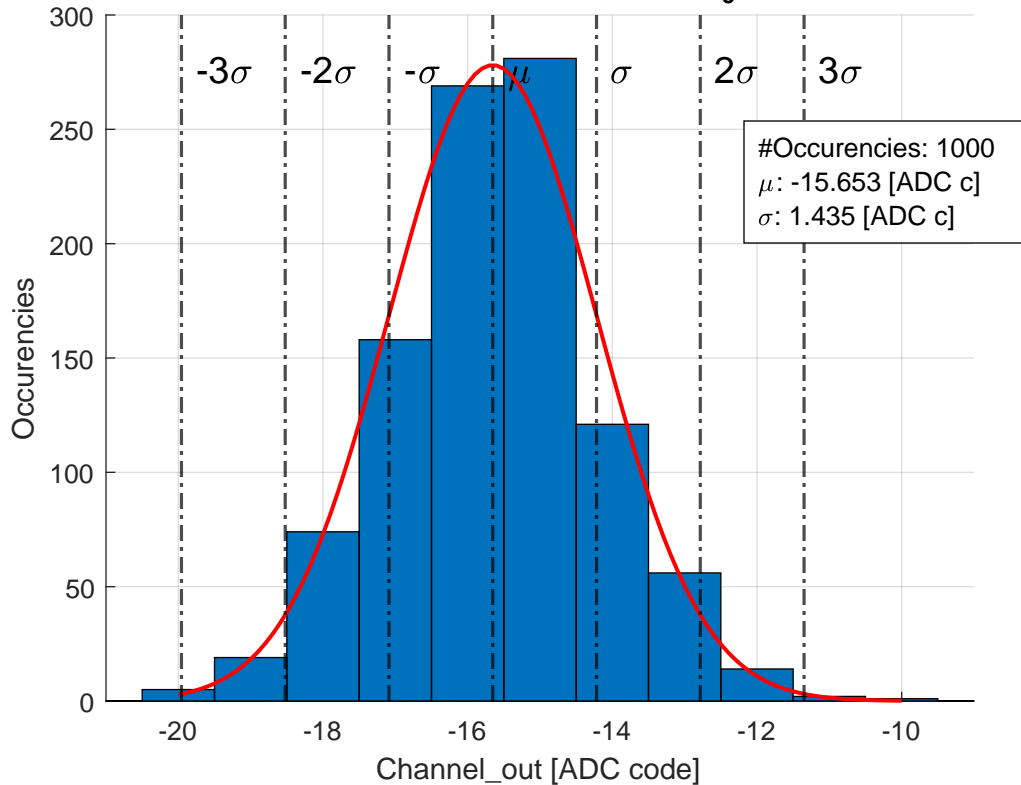 300
-3σ -2σ -σ μ σ 2σ 3σ
250
#Occurencies: 1000
μ: -15.653 [ADC c]
σ: 1.435 [ADC c]
200
150
100
50
0
Occurencies
-20 -18 -16 -14 -12 -10
Channel_out [ADC code]